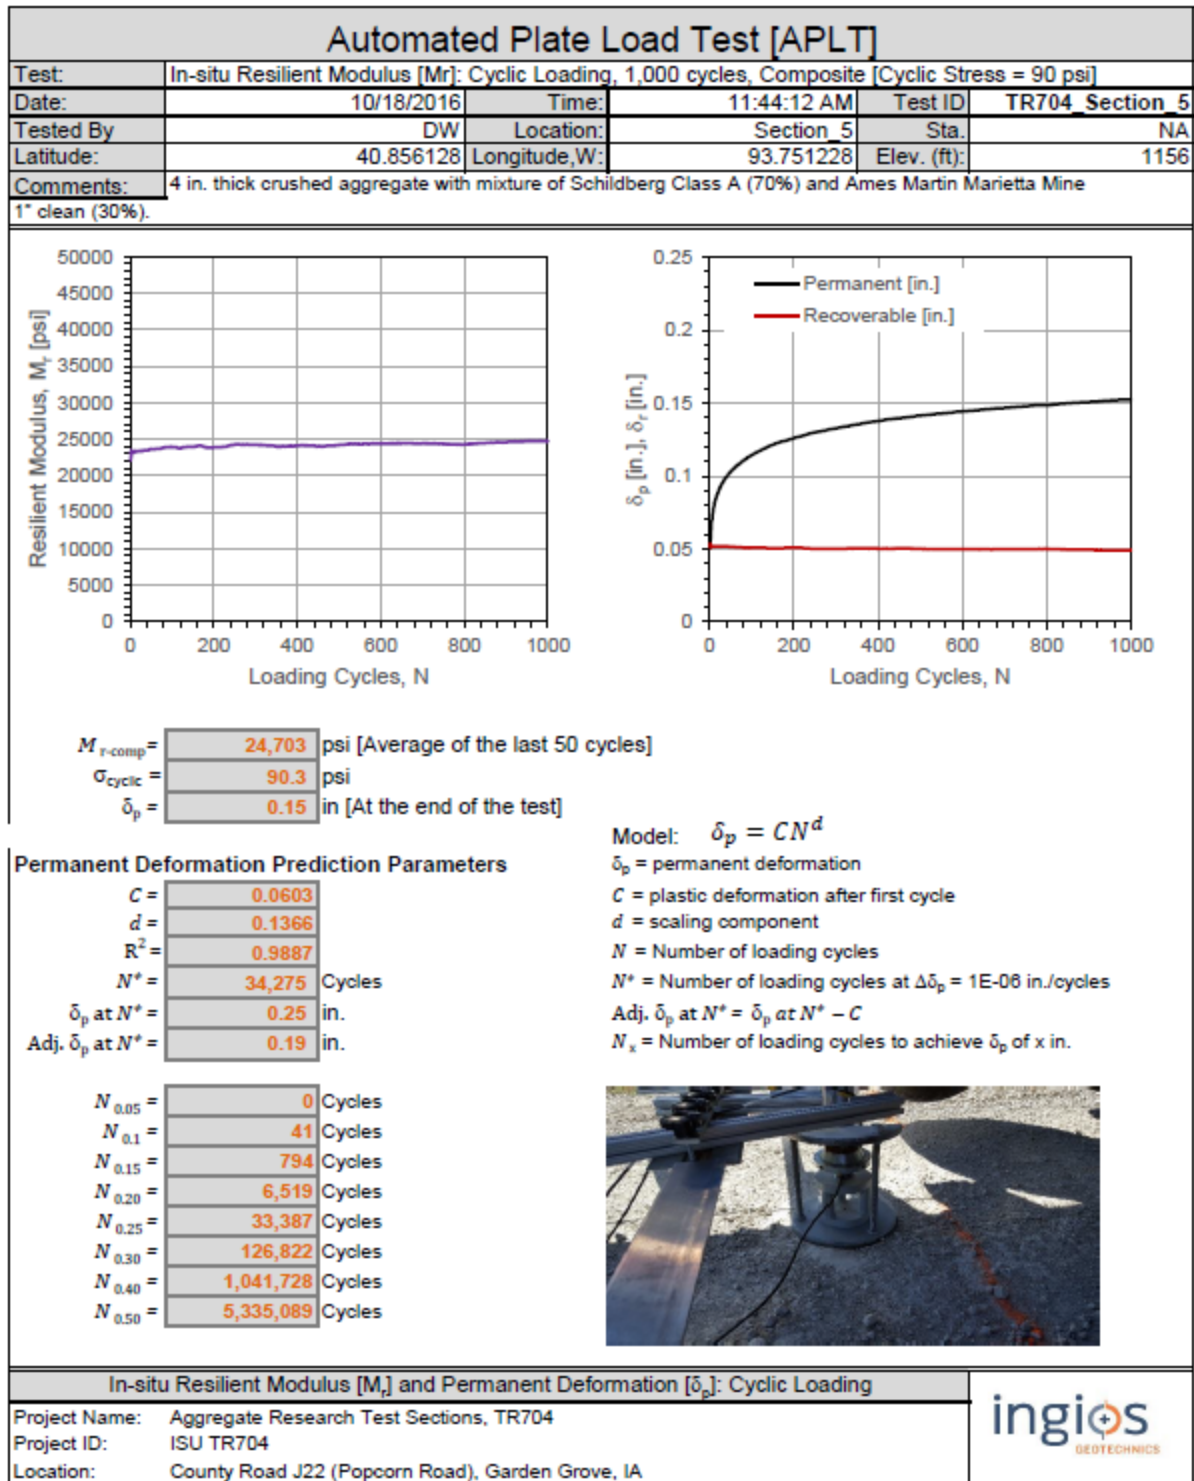 Automated Plate Load Test [APLT]
Test: In-situ Resilient Modulus [Mr]: Cyclic Loading, 1,000 cycles, Composite [Cyclic Stress = 90 psi]
Date: 10/18/2016 Time: 11:44:12 AM Test ID TR704_Section_5
Tested By DW Location: Section_5 Sta. NA
Latitude: 40.856128 Longitude,W: 93.751228 Elev. (ft): 1156
Comments: 4 in. thick crushed aggregate with mixture of Schildberg Class A (70%) and Ames Martin Marietta Mine
1" clean (30%).
Resilient Modulus, Mr [psi]
50000
45000
40000
35000
30000
25000
20000
15000
10000
5000
0
0 200 400 600 800 1000
Loading Cycles, N
δp [in.], δr [in.]
0.25
0.2
0.15
0.1
0.05
0
Permanent [in.]
Recoverable [in.]
0 200 400 600 800 1000
Loading Cycles, N
M r-comp = 24,703 psi [Average of the last 50 cycles]
σcyclic = 90.3 psi
δp = 0.15 in [At the end of the test]
Permanent Deformation Prediction Parameters
C = 0.0603
d = 0.1366
R² = 0.9887
N* = 34,275 Cycles
δp at N* = 0.25 in.
Adj. δp at N* = 0.19 in.
N 0.05 = 0 Cycles
N 0.1 = 41 Cycles
N 0.15 = 794 Cycles
N 0.20 = 6,519 Cycles
N 0.25 = 33,387 Cycles
N 0.30 = 126,822 Cycles
N 0.40 = 1,041,728 Cycles
N 0.50 = 5,335,089 Cycles
Model: δp = CN^d
δp = permanent deformation
C = plastic deformation after first cycle
d = scaling component
N = Number of loading cycles
N* = Number of loading cycles at Δδp = 1E-06 in./cycles
Adj. δp at N* = δp at N* − C
Nx = Number of loading cycles to achieve δp of x in.
In-situ Resilient Modulus [Mr] and Permanent Deformation [δp]: Cyclic Loading
Project Name: Aggregate Research Test Sections, TR704
Project ID: ISU TR704
Location: County Road J22 (Popcorn Road), Garden Grove, IA
ingios
GEOTECHNICS